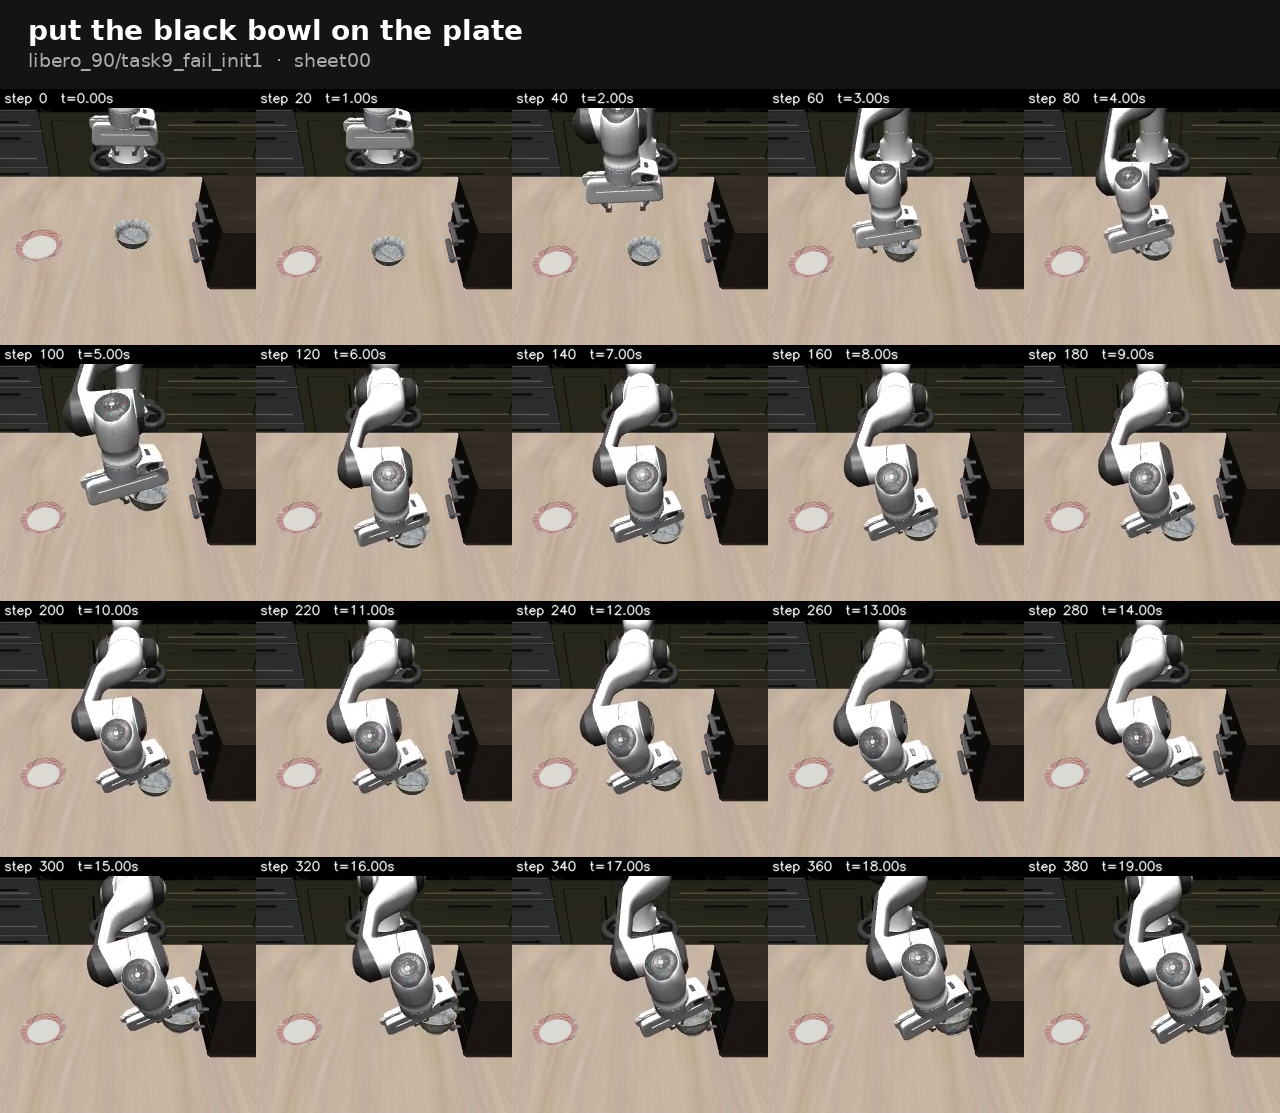 put the black bowl on the plate
libero_90/task9_fail_init1 · sheet00
step 0 t=0.00s
step 20 t=1.00s
step 40 t=2.00s
step 60 t=3.00s
step 80 t=4.00s
step 100 t=5.00s
step 120 t=6.00s
step 140 t=7.00s
step 160 t=8.00s
step 180 t=9.00s
step 200 t=10.00s
step 220 t=11.00s
step 240 t=12.00s
step 260 t=13.00s
step 280 t=14.00s
step 300 t=15.00s
step 320 t=16.00s
step 340 t=17.00s
step 360 t=18.00s
step 380 t=19.00s